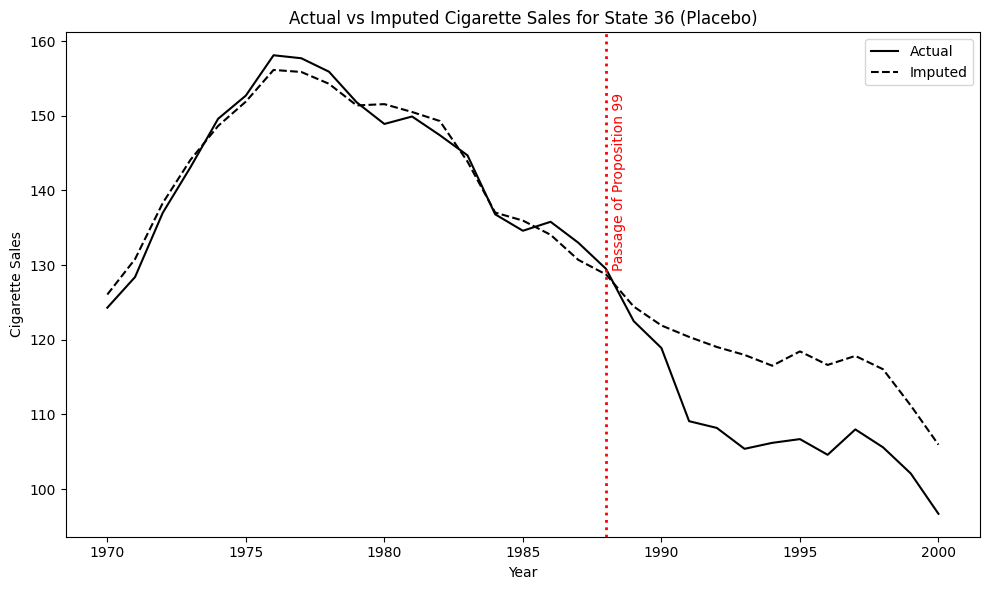 Actual vs Imputed Cigarette Sales for State 36 (Placebo)
Actual
Imputed
Passage of Proposition 99
Cigarette Sales
160
150
140
130
120
110
100
1970
1975
1980
1985
1990
1995
2000
Year